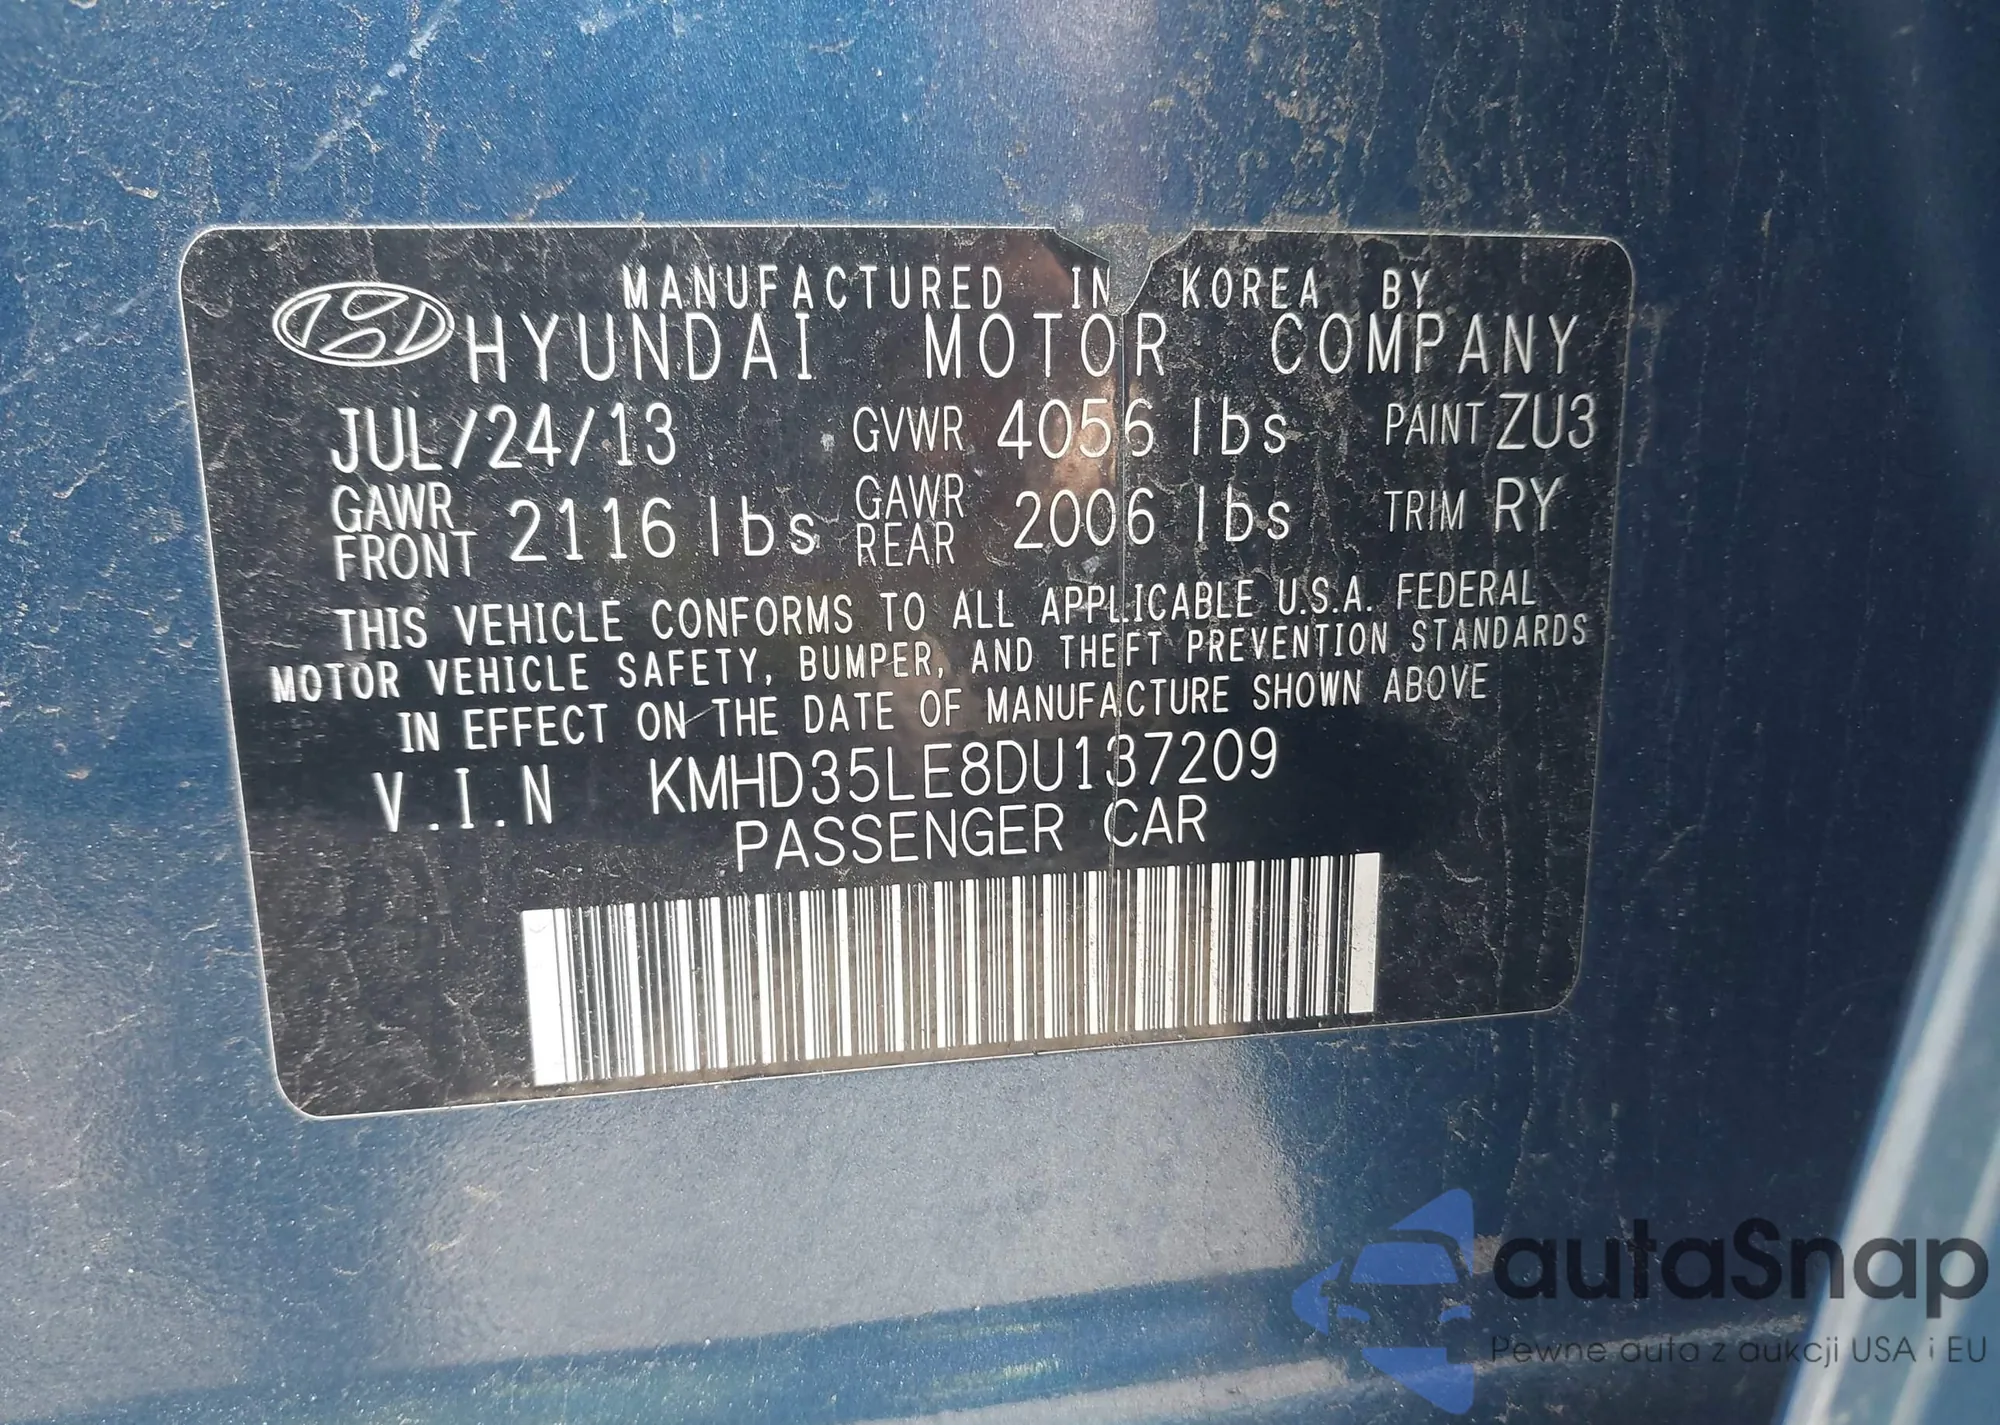 MANUFACTURED IN KOREA BY
HYUNDAI MOTOR COMPANY
JUL/24/13 GVWR 4056 lbs PAINT ZU3
GAWR FRONT 2116 lbs GAWR REAR 2006 lbs TRIM RY
THIS VEHICLE CONFORMS TO ALL APPLICABLE U.S.A. FEDERAL
MOTOR VEHICLE SAFETY, BUMPER, AND THEFT PREVENTION STANDARDS
IN EFFECT ON THE DATE OF MANUFACTURE SHOWN ABOVE
V.I.N KMHD35LE8DU137209
PASSENGER CAR
autaSnap
Pewne auta z aukcji USA i EU